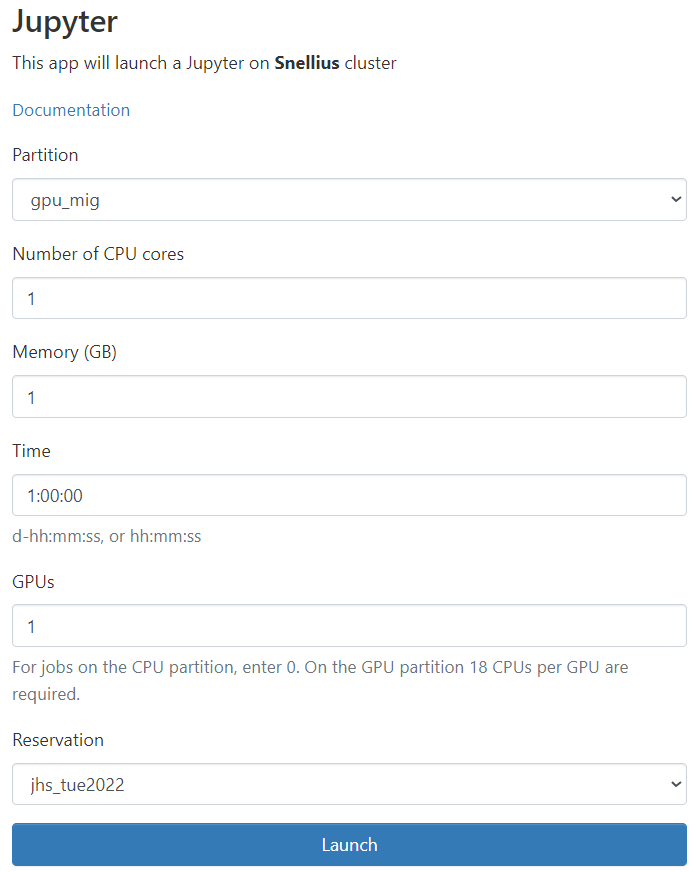 Jupyter
This app will launch a Jupyter on Snellius cluster
Documentation
Partition
gpu_mig
Number of CPU cores
1
Memory (GB)
1
Time
1:00:00
d-hh:mm:ss, or hh:mm:ss
GPUs
1
For jobs on the CPU partition, enter 0. On the GPU partition 18 CPUs per GPU are
required.
Reservation
jhs_tue2022
Launch